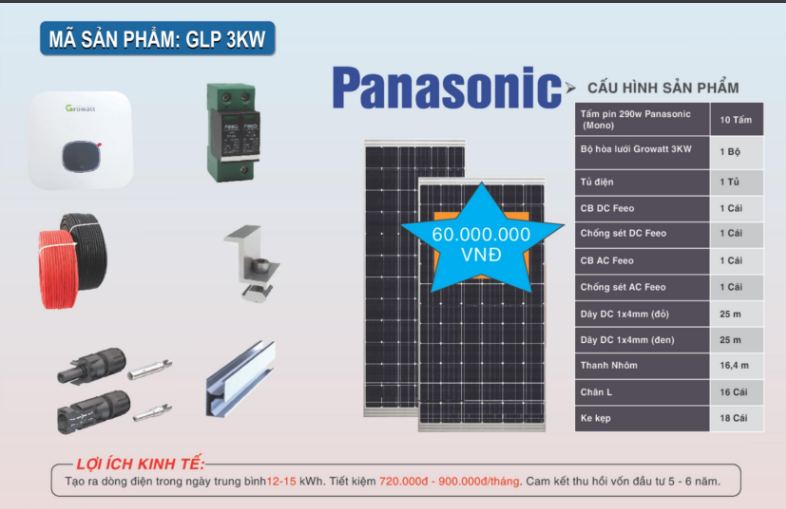 MÃ SẢN PHẨM: GLP 3KW
Growatt
Panasonic
CẤU HÌNH SẢN PHẨM
Tấm pin 290w Panasonic
(Mono)
10 Tấm
Bộ hòa lưới Growatt 3KW
1 Bộ
Tủ điện
1 Tủ
CB DC Feeo
1 Cái
Chống sét DC Feeo
1 Cái
CB AC Feeo
1 Cái
Chống sét AC Feeo
1 Cái
Dây DC 1x4mm (đỏ)
25 m
Dây DC 1x4mm (đen)
25 m
Thanh Nhôm
16,4 m
Chân L
16 Cái
Ke kẹp
18 Cái
60.000.000
VNĐ
LỢI ÍCH KINH TẾ:
Tạo ra dòng điện trong ngày trung bình12-15 kWh. Tiết kiệm 720.000đ - 900.000đ/tháng. Cam kết thu hồi vốn đầu tư 5 - 6 năm.